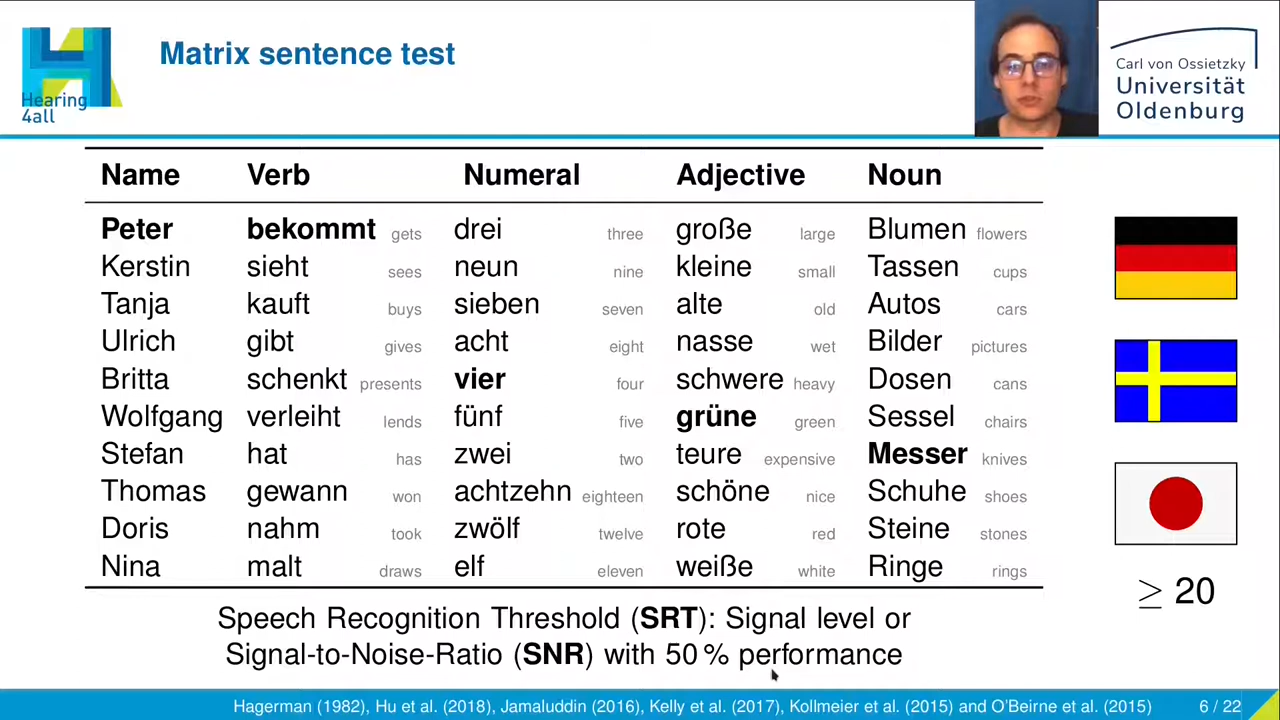 Matrix sentence test
Hearing
4all
Carl von Ossietzky
Universität
Oldenburg
Name Verb Numeral Adjective Noun
Peter bekommt gets drei three große large Blumen flowers
Kerstin sieht sees neun nine kleine small Tassen cups
Tanja kauft buys sieben seven alte old Autos cars
Ulrich gibt gives acht eight nasse wet Bilder pictures
Britta schenkt presents vier four schwere heavy Dosen cans
Wolfgang verleiht lends fünf five grüne green Sessel chairs
Stefan hat has zwei two teure expensive Messer knives
Thomas gewann won achtzehn eighteen schöne nice Schuhe shoes
Doris nahm took zwölf twelve rote red Steine stones
Nina malt draws elf eleven weiße white Ringe rings
≥ 20
Speech Recognition Threshold (SRT): Signal level or
Signal-to-Noise-Ratio (SNR) with 50 % performance
Hagerman (1982), Hu et al. (2018), Jamaluddin (2016), Kelly et al. (2017), Kollmeier et al. (2015) and O'Beirne et al. (2015) 6 / 22